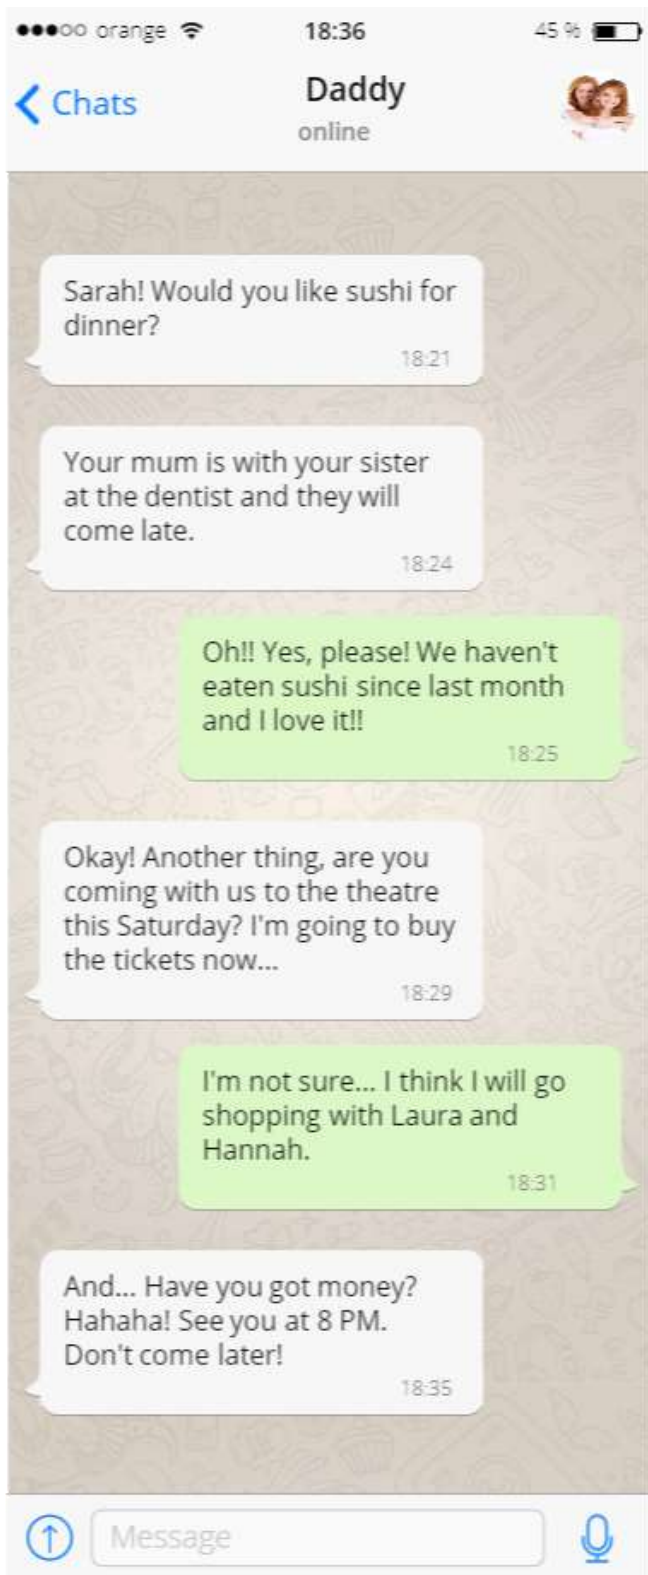 orange 18:36 45 %
Chats Daddy
online
Sarah! Would you like sushi for
dinner?
18:21
Your mum is with your sister
at the dentist and they will
come late.
18:24
Oh!! Yes, please! We haven't
eaten sushi since last month
and I love it!!
18:25
Okay! Another thing, are you
coming with us to the theatre
this Saturday? I'm going to buy
the tickets now...
18:29
I'm not sure... I think I will go
shopping with Laura and
Hannah.
18:31
And... Have you got money?
Hahaha! See you at 8 PM.
Don't come later!
18:35
Message